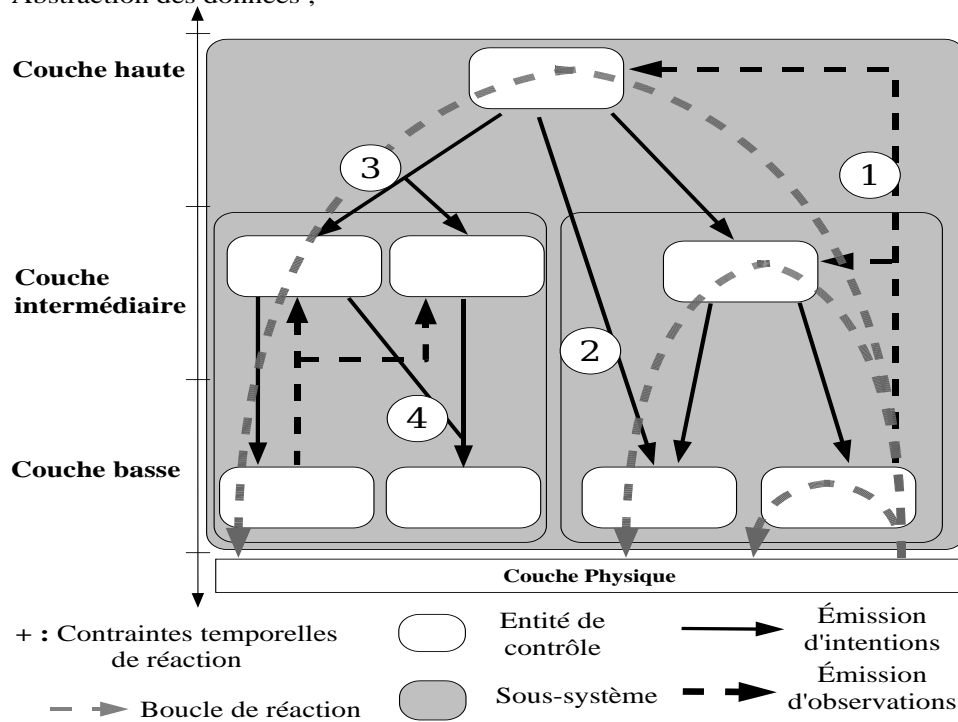 Abstraction des données ;
Couche haute
1
3
Couche
intermédiaire
2
4
Couche basse
Couche Physique
+ : Contraintes temporelles
de réaction
Entité de
contrôle
Émission
d'intentions
Boucle de réaction
Sous-système
Émission
d'observations